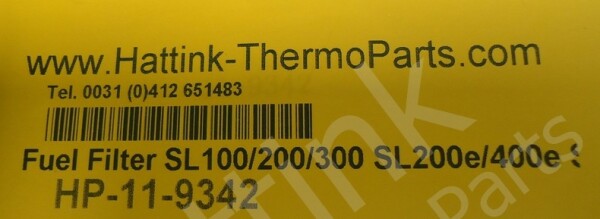 www.Hattink-ThermoParts.com
Tel. 0031 (0)412 651483
Fuel Filter SL100/200/300 SL200e/400e S
HP-11-9342